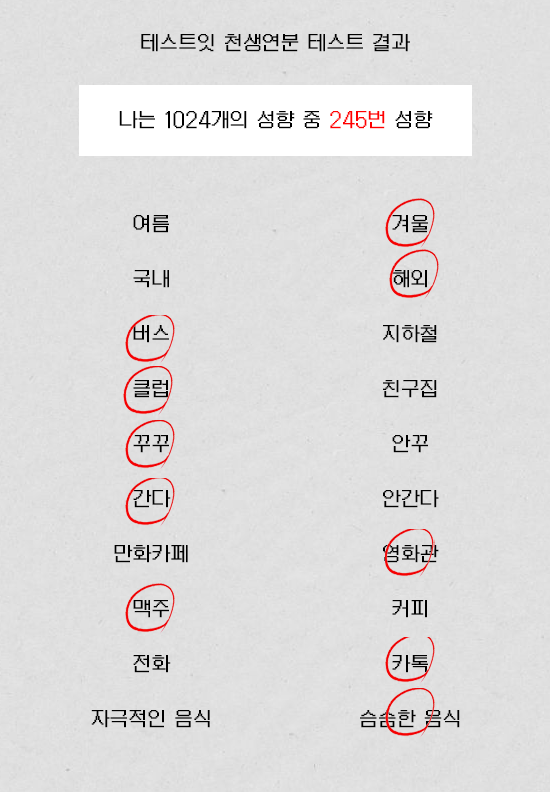 테스트잇 천생연분 테스트 결과
나는 1024개의 성향 중 245번 성향
여름 겨울
국내 해외
버스 지하철
클럽 친구집
꾸꾸 안꾸
간다 안간다
만화카페 영화관
맥주 커피
전화 카톡
자극적인 음식 슴슴한 음식